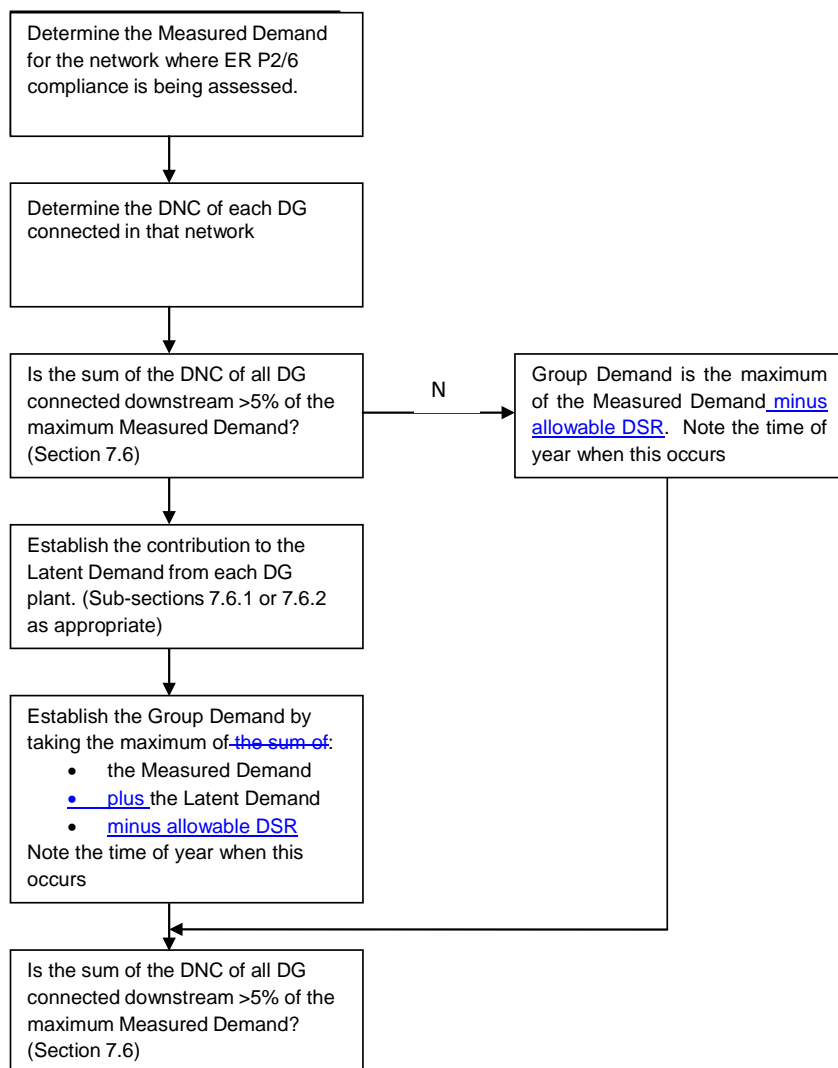 Determine the Measured Demand
for the network where ER P2/6
compliance is being assessed.
Determine the DNC of each DG
connected in that network
Is the sum of the DNC of all DG
connected downstream >5% of the
maximum Measured Demand?
(Section 7.6)
N
Group Demand is the maximum
of the Measured Demand minus
allowable DSR. Note the time of
year when this occurs
Establish the contribution to the
Latent Demand from each DG
plant. (Sub-sections 7.6.1 or 7.6.2
as appropriate)
Establish the Group Demand by
taking the maximum of the sum of:
• the Measured Demand
• plus the Latent Demand
• minus allowable DSR
Note the time of year when this
occurs
Is the sum of the DNC of all DG
connected downstream >5% of the
maximum Measured Demand?
(Section 7.6)